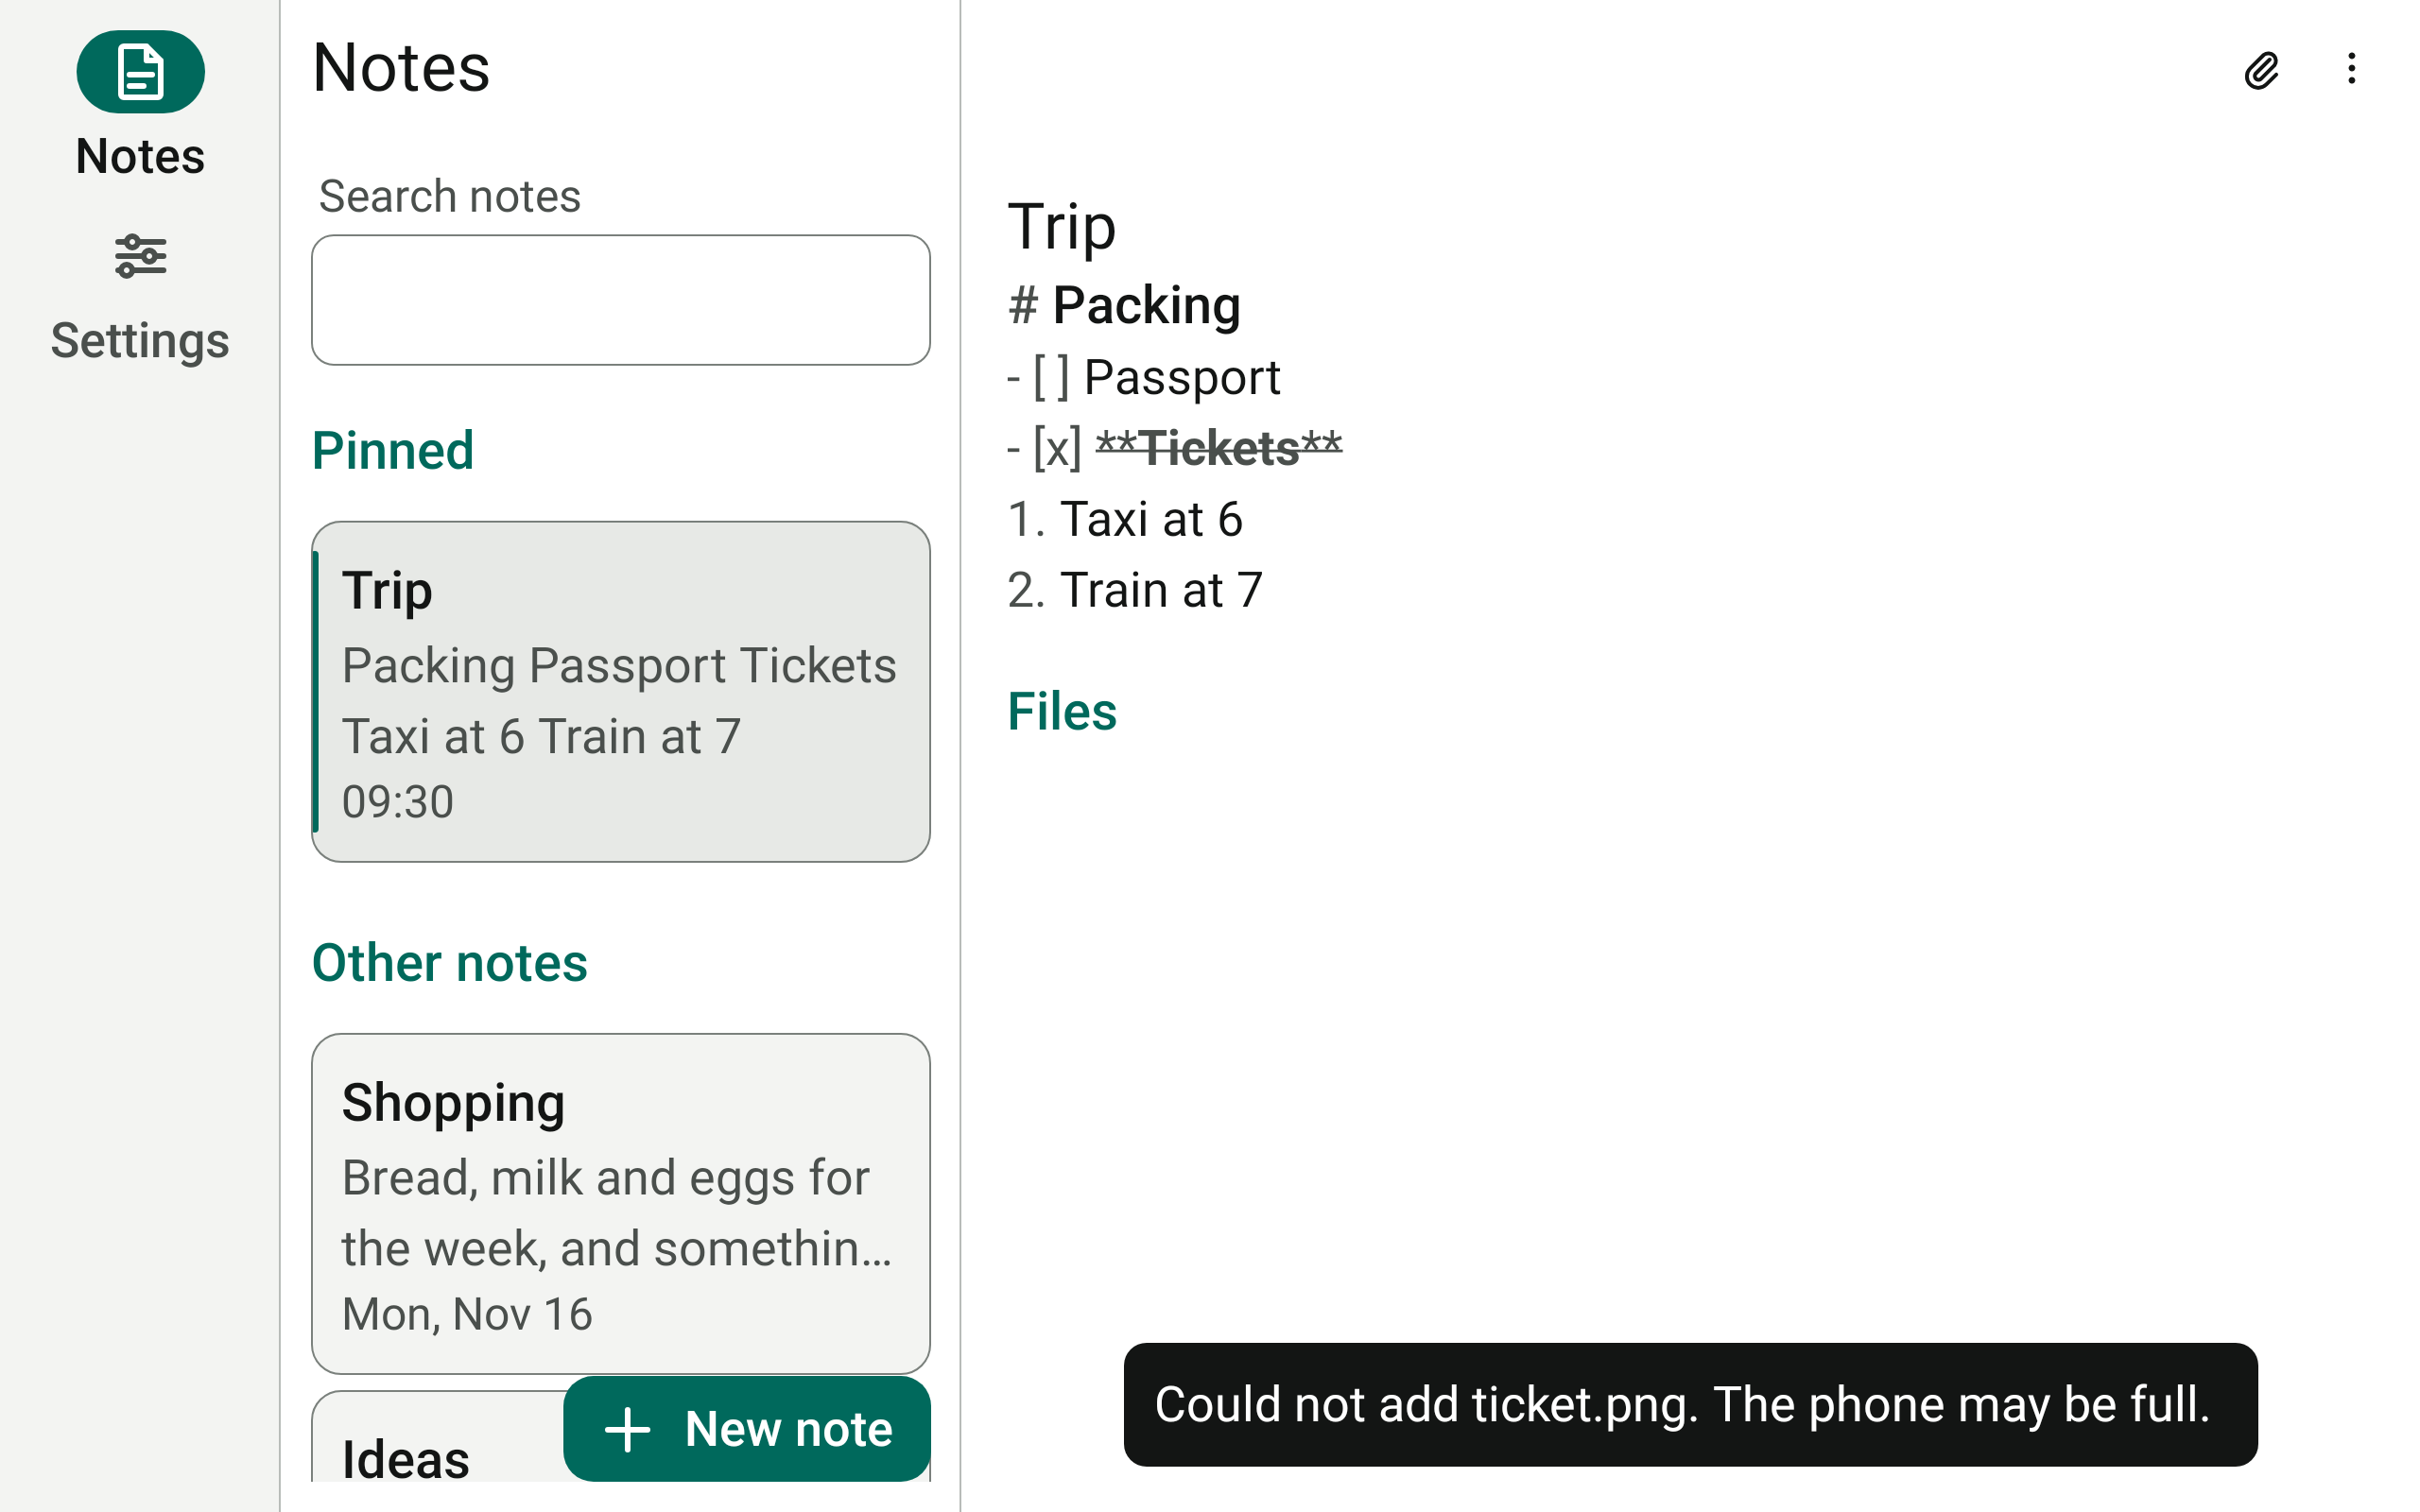 Notes
Settings
Notes
Search notes
Pinned
Trip
Packing Passport Tickets
Taxi at 6 Train at 7
09:30
Other notes
Shopping
Bread, milk and eggs for
the week, and somethin…
Mon, Nov 16
Ideas
New note
Trip
# Packing
- [ ] Passport
- [x] **Tickets**
1. Taxi at 6
2. Train at 7
Files
Could not add ticket.png. The phone may be full.